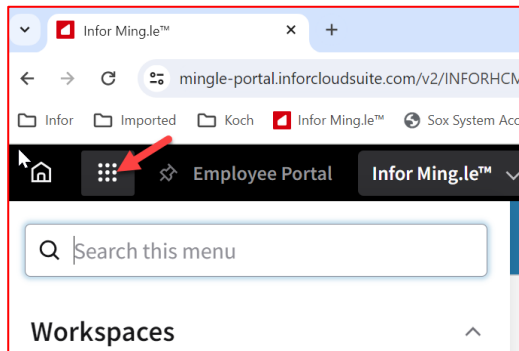 Infor Ming.le™
mingle-portal.inforcloudsuite.com/v2/INFORHCM
Infor Imported Koch Infor Ming.le™ Sox System Acc
Employee Portal Infor Ming.le™
Search this menu
Workspaces